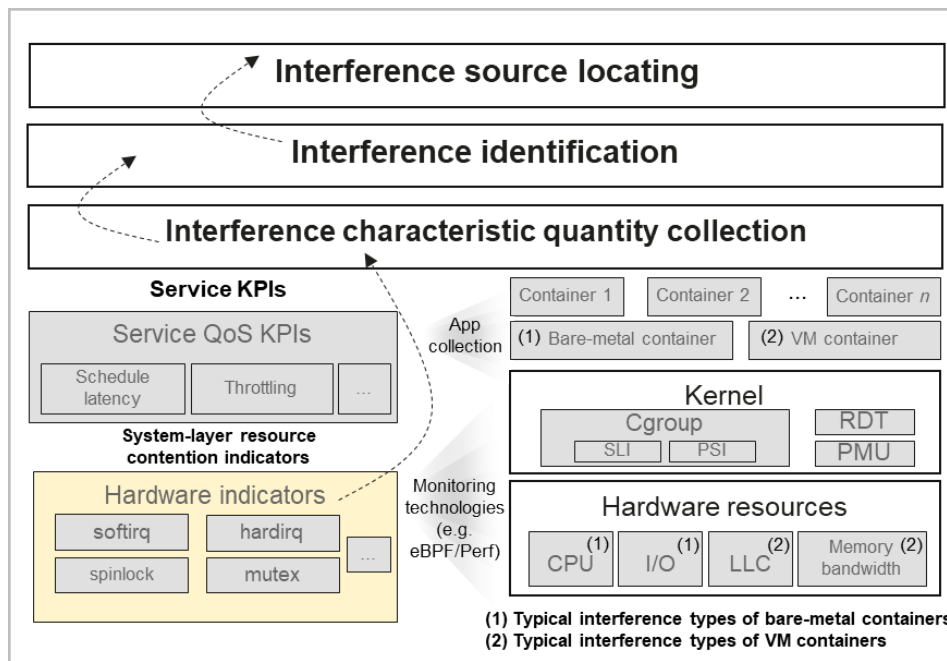 Interference source locating
Interference identification
Interference characteristic quantity collection
Service KPIs
Service QoS KPIs
Schedule
latency
Throttling
...
System-layer resource
contention indicators
Hardware indicators
softirq
hardirq
spinlock
mutex
...
App
collection
Monitoring
technologies
(e.g.
eBPF/Perf)
Container 1
Container 2
...
Container n
(1) Bare-metal container
(2) VM container
Kernel
Cgroup
SLI
PSI
RDT
PMU
Hardware resources
CPU (1)
I/O (1)
LLC (2)
Memory (2)
bandwidth
(1) Typical interference types of bare-metal containers
(2) Typical interference types of VM containers